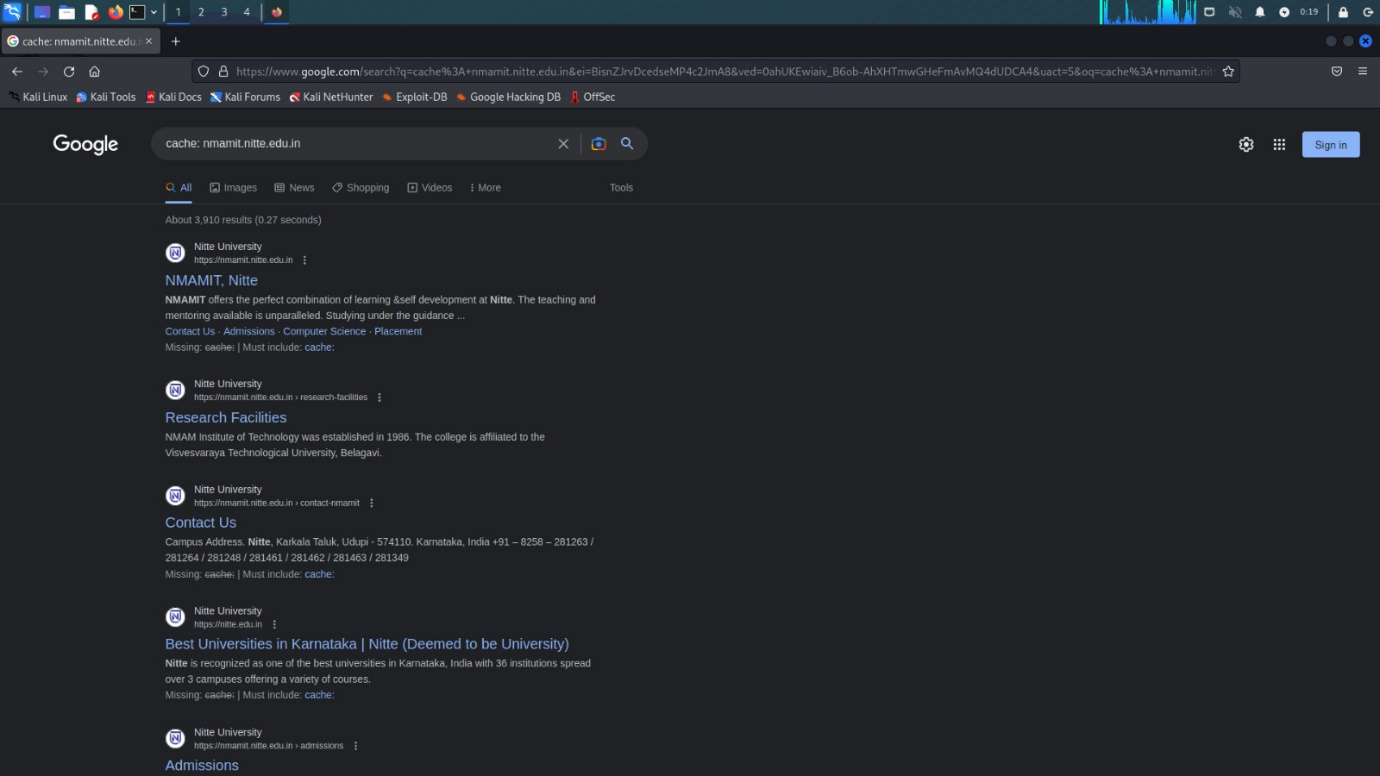 1 2 3 4
0:19
cache: nmamit.nitte.edu.
https://www.google.com/search?q=cache%3A+nmamit.nitte.edu.in&ei=BisnZJrvDcedseMP4c2JmA8&ved=0ahUKEwiaiv_B6ob-AhXHTmwGHeFmAvMQ4dUDCA4&uact=5&oq=cache%3A+nmamit.nit
Kali Linux Kali Tools Kali Docs Kali Forums Kali NetHunter Exploit-DB Google Hacking DB OffSec
Google
cache: nmamit.nitte.edu.in
Sign in
All Images News Shopping Videos More Tools
About 3,910 results (0.27 seconds)
Nitte University
https://nmamit.nitte.edu.in
NMAMIT, Nitte
NMAMIT offers the perfect combination of learning &self development at Nitte. The teaching and
mentoring available is unparalleled. Studying under the guidance ...
Contact Us · Admissions · Computer Science · Placement
Missing: cache: | Must include: cache:
Nitte University
https://nmamit.nitte.edu.in › research-facilities
Research Facilities
NMAM Institute of Technology was established in 1986. The college is affiliated to the
Visvesvaraya Technological University, Belagavi.
Nitte University
https://nmamit.nitte.edu.in › contact-nmamit
Contact Us
Campus Address. Nitte, Karkala Taluk, Udupi - 574110. Karnataka, India +91 – 8258 – 281263 /
281264 / 281248 / 281461 / 281462 / 281463 / 281349
Missing: cache: | Must include: cache:
Nitte University
https://nitte.edu.in
Best Universities in Karnataka | Nitte (Deemed to be University)
Nitte is recognized as one of the best universities in Karnataka, India with 36 institutions spread
over 3 campuses offering a variety of courses.
Missing: cache: | Must include: cache:
Nitte University
https://nmamit.nitte.edu.in › admissions
Admissions